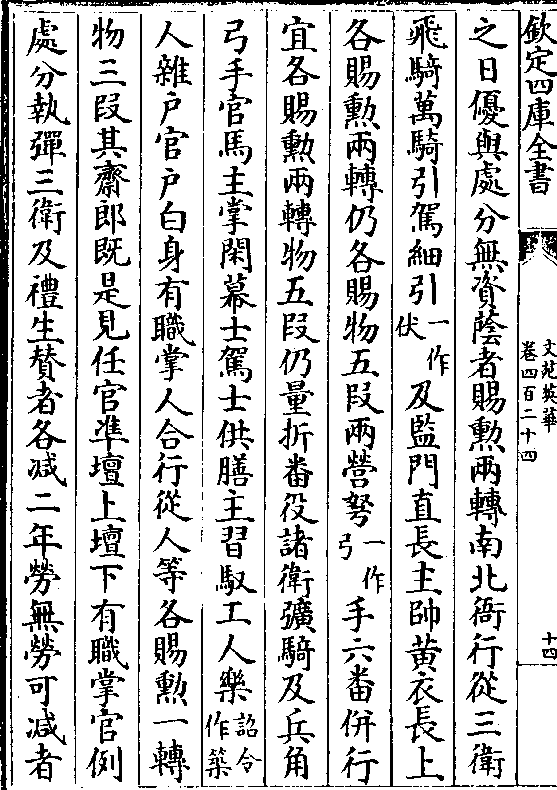 欽定四庫全書
文苑英華
卷四百二十四
十四
之日優與處分無資蔭者賜勲兩轉南北衙行從三衛
飛騎萬騎引駕細引一作伏及監門直長主帥黄衣長上
各賜勲兩轉仍各賜物五段兩營弩一作弓手六番併行
宜各賜勲兩轉物五段仍量折番役諸衛彍騎及兵角
弓手官馬主掌閑幕士駕士供膳主習馭工人樂詔令作築
人雜户官户白身有職掌人合行從人等各賜勲一轉
物三段其齋郎既是見任官凖壇上壇下有職掌官例
處分執彈三衛及禮生賛者各减二年勞無勞可减者